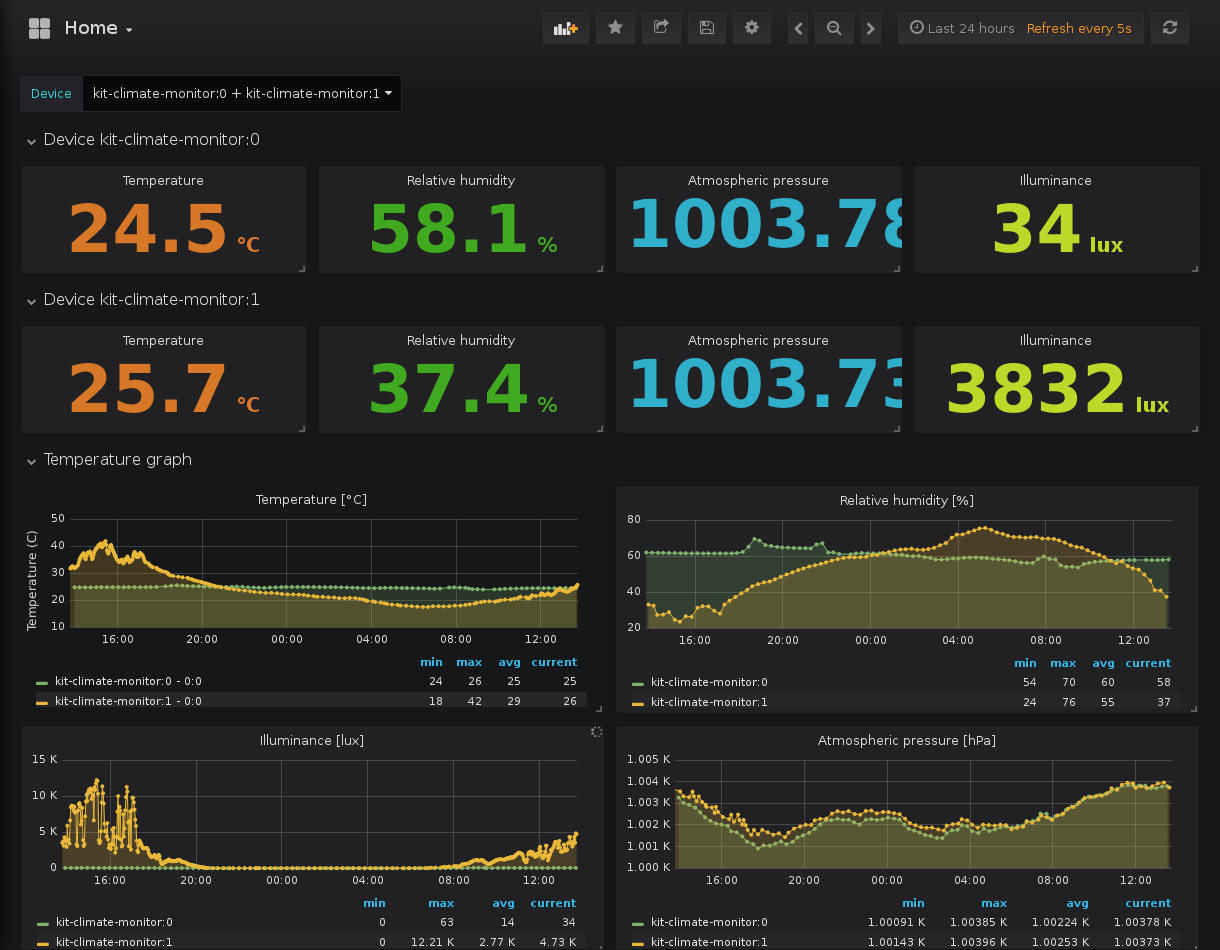 Home
Last 24 hours Refresh every 5s
Device kit-climate-monitor:0 + kit-climate-monitor:1
Device kit-climate-monitor:0
Temperature Relative humidity Atmospheric pressure Illuminance
24.5 °C 58.1 % 1003.78 34 lux
Device kit-climate-monitor:1
Temperature Relative humidity Atmospheric pressure Illuminance
25.7 °C 37.4 % 1003.73 3832 lux
Temperature graph
Temperature [°C]
Temperature (C)
50
40
30
20
10
16:00 20:00 00:00 04:00 08:00 12:00
min max avg current
kit-climate-monitor:0 - 0:0 24 26 25 25
kit-climate-monitor:1 - 0:0 18 42 29 26
Relative humidity [%]
80
60
40
20
16:00 20:00 00:00 04:00 08:00 12:00
min max avg current
kit-climate-monitor:0 54 70 60 58
kit-climate-monitor:1 24 76 55 37
Illuminance [lux]
15 K
10 K
5 K
0
16:00 20:00 00:00 04:00 08:00 12:00
min max avg current
kit-climate-monitor:0 0 63 14 34
kit-climate-monitor:1 0 12.21 K 2.77 K 4.73 K
Atmospheric pressure [hPa]
1.005 K
1.004 K
1.003 K
1.002 K
1.001 K
1.000 K
16:00 20:00 00:00 04:00 08:00 12:00
min max avg current
kit-climate-monitor:0 1.00091 K 1.00385 K 1.00224 K 1.00378 K
kit-climate-monitor:1 1.00143 K 1.00396 K 1.00253 K 1.00373 K